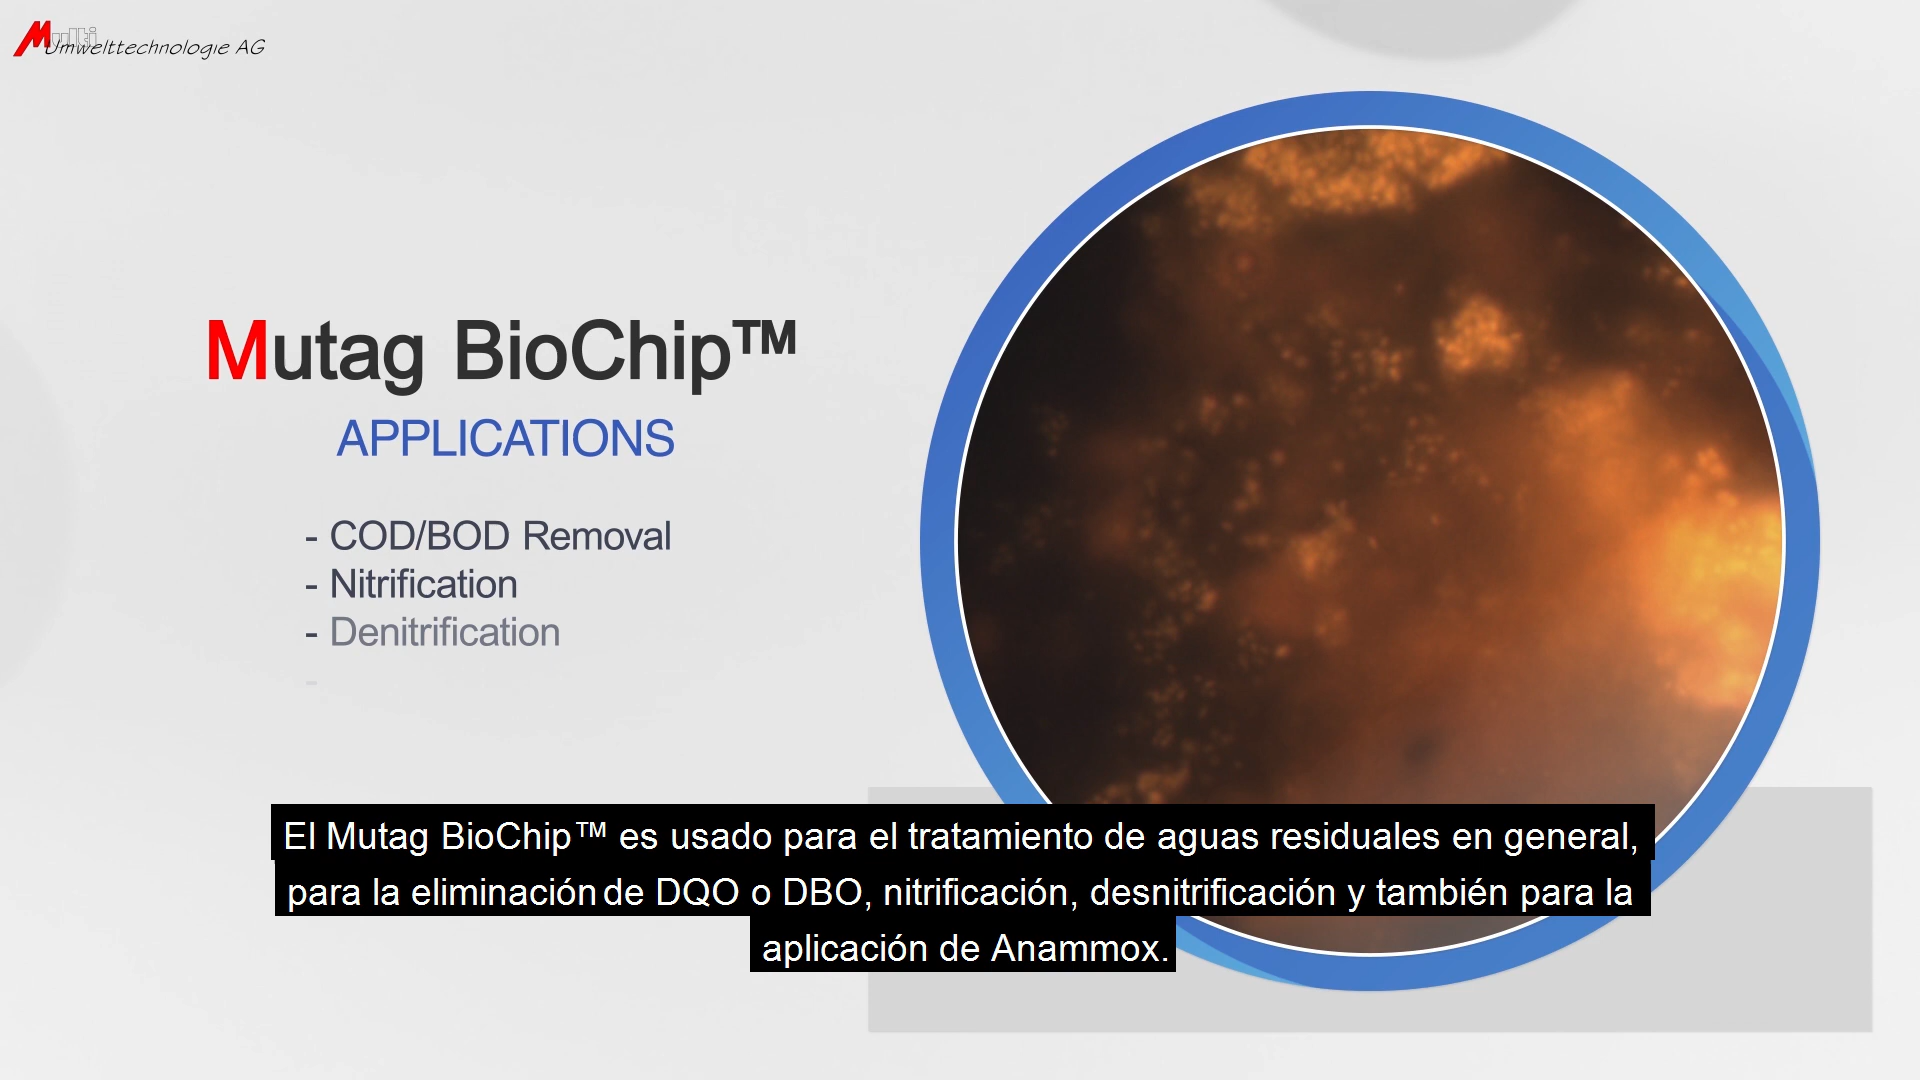 Multi
Umwelttechnologie AG
Mutag BioChip™
APPLICATIONS
- COD/BOD Removal
- Nitrification
- Denitrification
-
El Mutag BioChip™ es usado para el tratamiento de aguas residuales en general,
para la eliminación de DQO o DBO, nitrificación, desnitrificación y también para la
aplicación de Anammox.